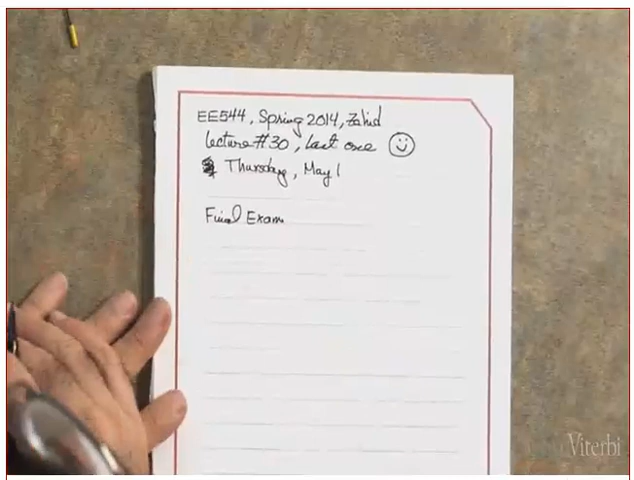 EE544, Spring 2014, Zahid
Lecture #30, Last one
Thursday, May 1
Final Exam
Viterbi